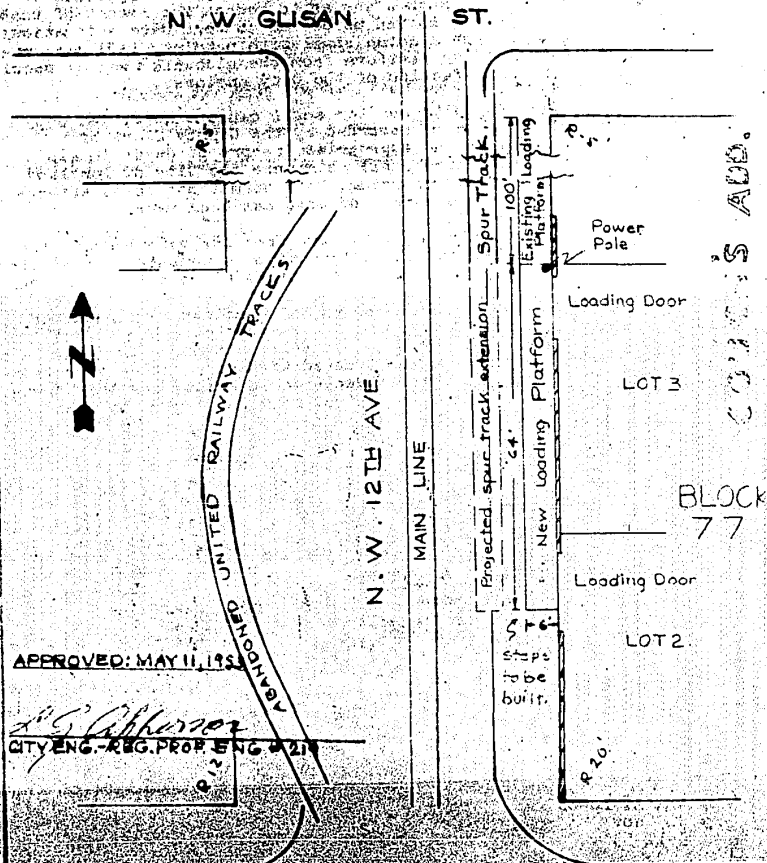 N. W. GLISAN ST.
R. 5'
Spur Track
100'
Existing Loading
Platform
R. 5'
ADD.
Power
Pole
Loading Door
LOT 3
N
ABANDONED UNITED RAILWAY TRACKS
N. W. 12TH AVE.
MAIN LINE
Projected spur track extension
64'
New Loading Platform
BLOCK
77
Loading Door
LOT 2
6'
Steps
to be
built.
APPROVED: MAY 11, 
CITY ENG.-REG. PROF. ENG.
R 12
R 20'